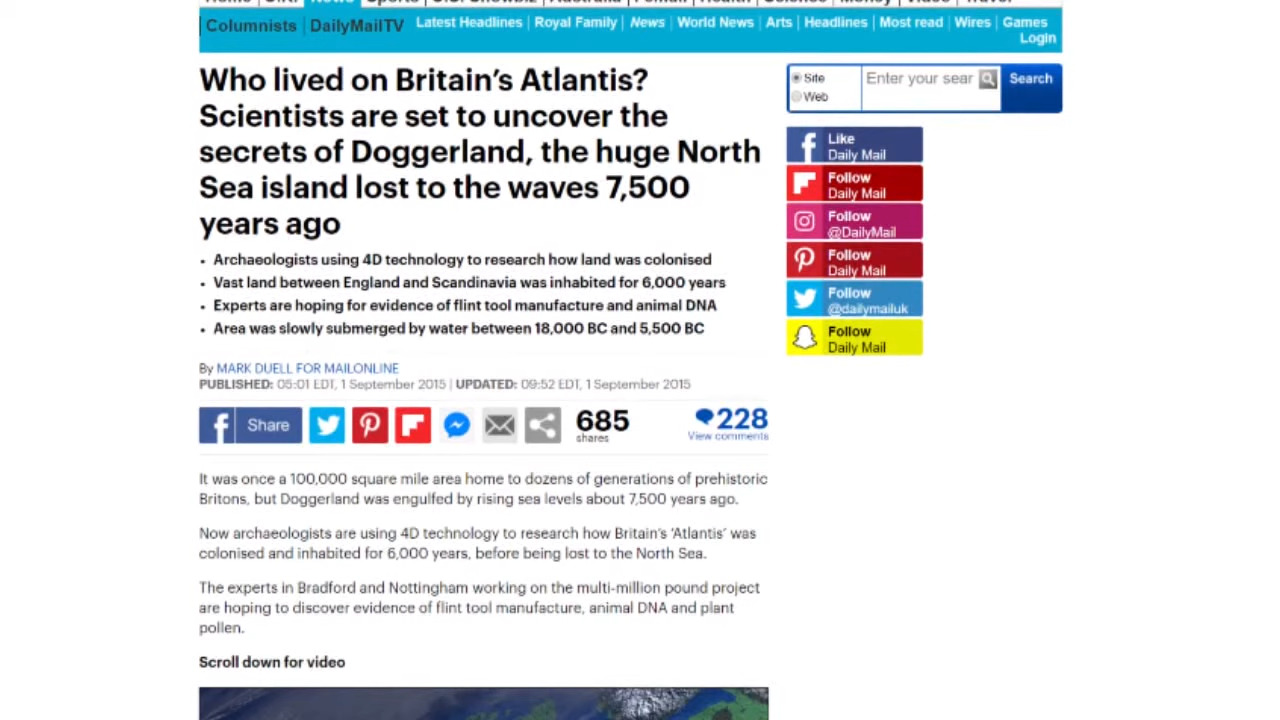 Home | U.K. | News | Sports | U.S. Showbiz | Australia | Femail | Health | Science | Money | Video | Travel
Columnists | DailyMailTV
Latest Headlines | Royal Family | News | World News | Arts | Headlines | Most read | Wires | Games
Login
Who lived on Britain's Atlantis?
Scientists are set to uncover the
secrets of Doggerland, the huge North
Sea island lost to the waves 7,500
years ago
• Archaeologists using 4D technology to research how land was colonised
• Vast land between England and Scandinavia was inhabited for 6,000 years
• Experts are hoping for evidence of flint tool manufacture and animal DNA
• Area was slowly submerged by water between 18,000 BC and 5,500 BC
By MARK DUELL FOR MAILONLINE
PUBLISHED: 05:01 EDT, 1 September 2015 | UPDATED: 09:52 EDT, 1 September 2015
Share
685
shares
228
View comments
It was once a 100,000 square mile area home to dozens of generations of prehistoric
Britons, but Doggerland was engulfed by rising sea levels about 7,500 years ago.
Now archaeologists are using 4D technology to research how Britain's 'Atlantis' was
colonised and inhabited for 6,000 years, before being lost to the North Sea.
The experts in Bradford and Nottingham working on the multi-million pound project
are hoping to discover evidence of flint tool manufacture, animal DNA and plant
pollen.
Scroll down for video
Site
Web
Enter your sear
Search
Like
Daily Mail
Follow
Daily Mail
Follow
@DailyMail
Follow
Daily Mail
Follow
@dailymailuk
Follow
Daily Mail